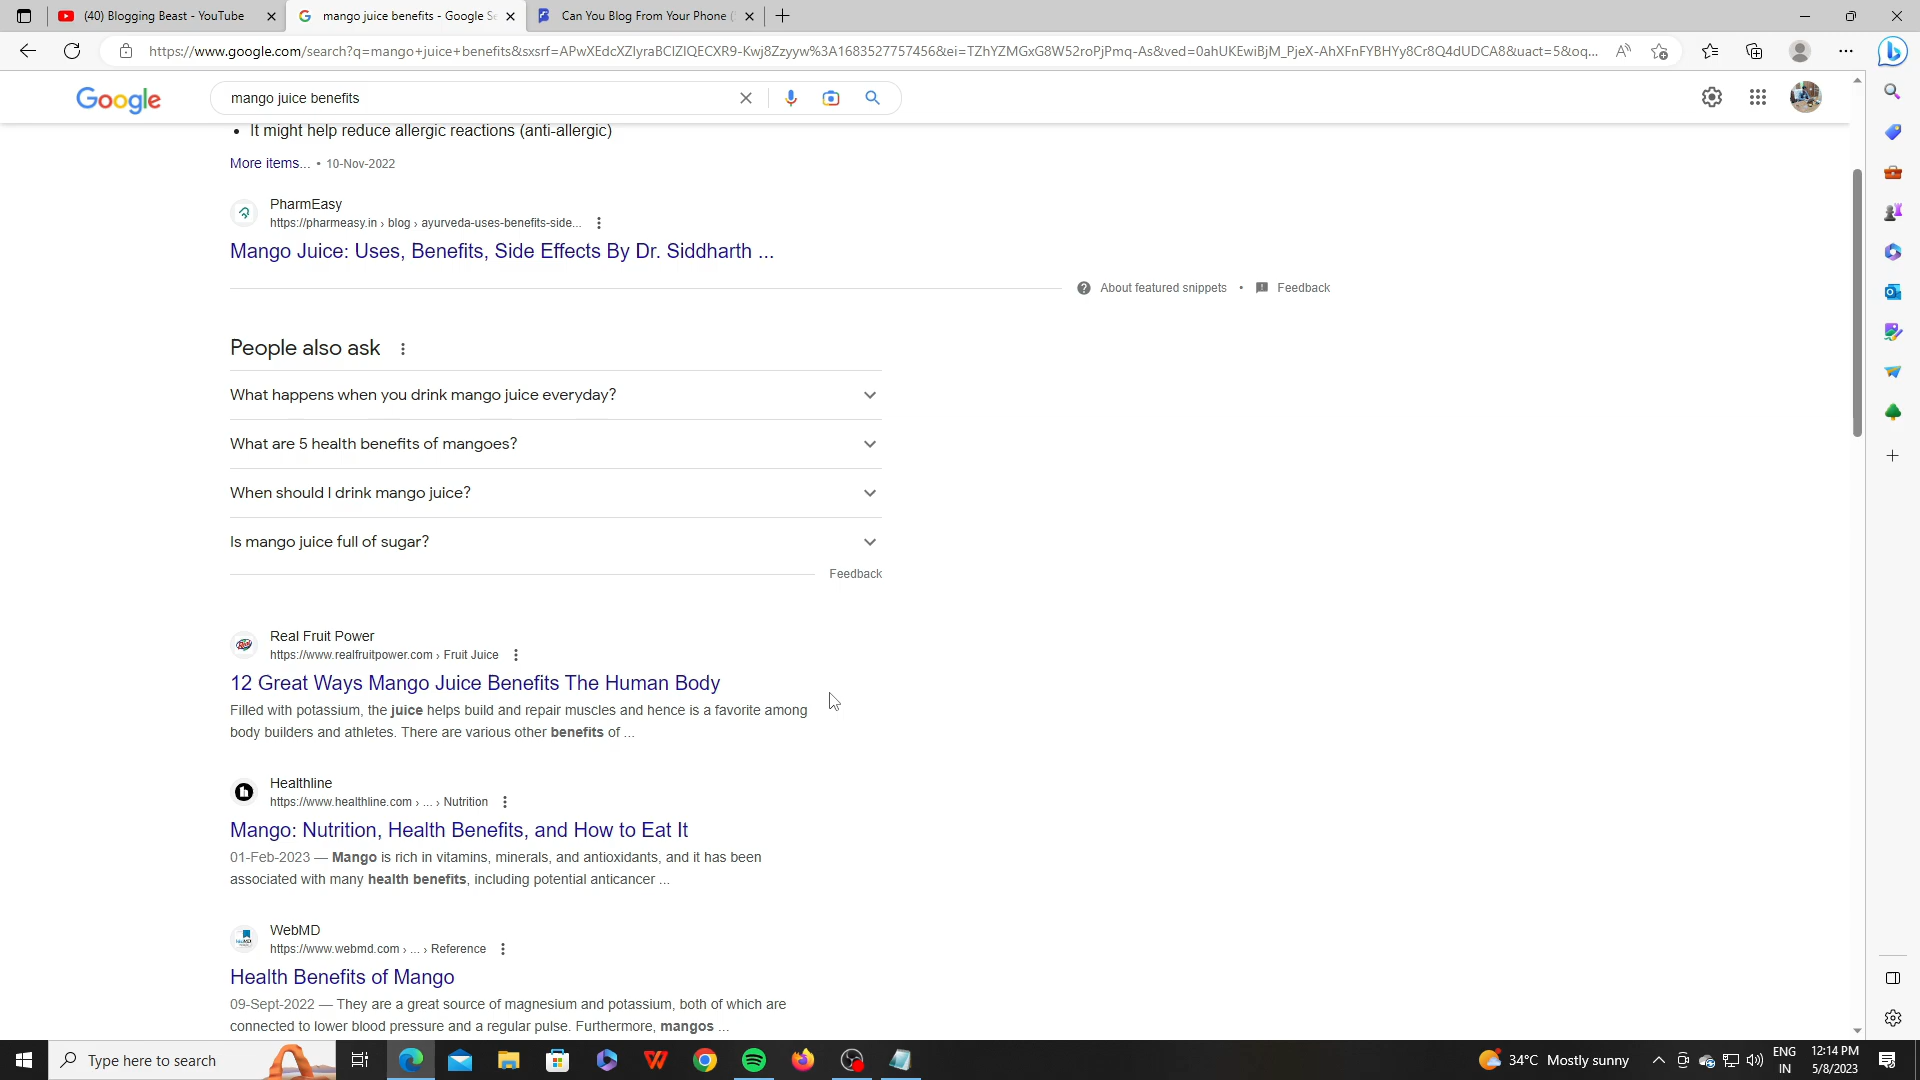 (40) Blogging Beast - YouTube
mango juice benefits - Google Se
Can You Blog From Your Phone (
https://www.google.com/search?q=mango+juice+benefits&sxsrf=APwXEdcXZIyraBCIZIQECXR9-Kwj8Zzyyw%3A1683527757456&ei=TZhYZMGxG8W52roPjPmq-As&ved=0ahUKEwiBjM_PjeX-AhXFnFYBHYy8Cr8Q4dUDCA8&uact=5&oq...
Google
mango juice benefits
• It might help reduce allergic reactions (anti-allergic)
More items... • 10-Nov-2022
PharmEasy
https://pharmeasy.in › blog › ayurveda-uses-benefits-side...
Mango Juice: Uses, Benefits, Side Effects By Dr. Siddharth ...
About featured snippets • Feedback
People also ask
What happens when you drink mango juice everyday?
What are 5 health benefits of mangoes?
When should I drink mango juice?
Is mango juice full of sugar?
Feedback
Real Fruit Power
https://www.realfruitpower.com › Fruit Juice
12 Great Ways Mango Juice Benefits The Human Body
Filled with potassium, the juice helps build and repair muscles and hence is a favorite among
body builders and athletes. There are various other benefits of ...
Healthline
https://www.healthline.com › ... › Nutrition
Mango: Nutrition, Health Benefits, and How to Eat It
01-Feb-2023 — Mango is rich in vitamins, minerals, and antioxidants, and it has been
associated with many health benefits, including potential anticancer ...
WebMD
https://www.webmd.com › ... › Reference
Health Benefits of Mango
09-Sept-2022 — They are a great source of magnesium and potassium, both of which are
connected to lower blood pressure and a regular pulse. Furthermore, mangos ...
Type here to search
34°C Mostly sunny
ENG
IN
12:14 PM
5/8/2023